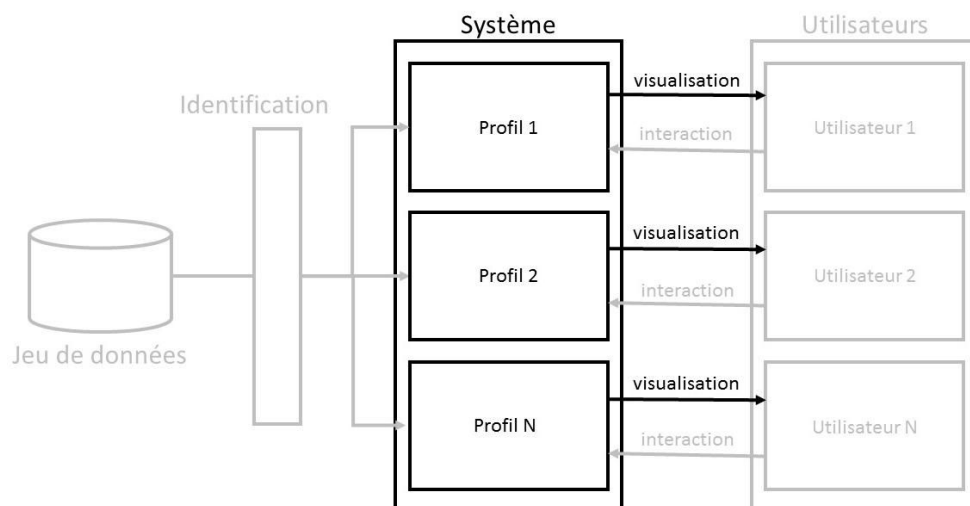 Système
Utilisateurs
Identification
Jeu de données
Profil 1
visualisation
interaction
Utilisateur 1
Profil 2
visualisation
interaction
Utilisateur 2
Profil N
visualisation
interaction
Utilisateur N